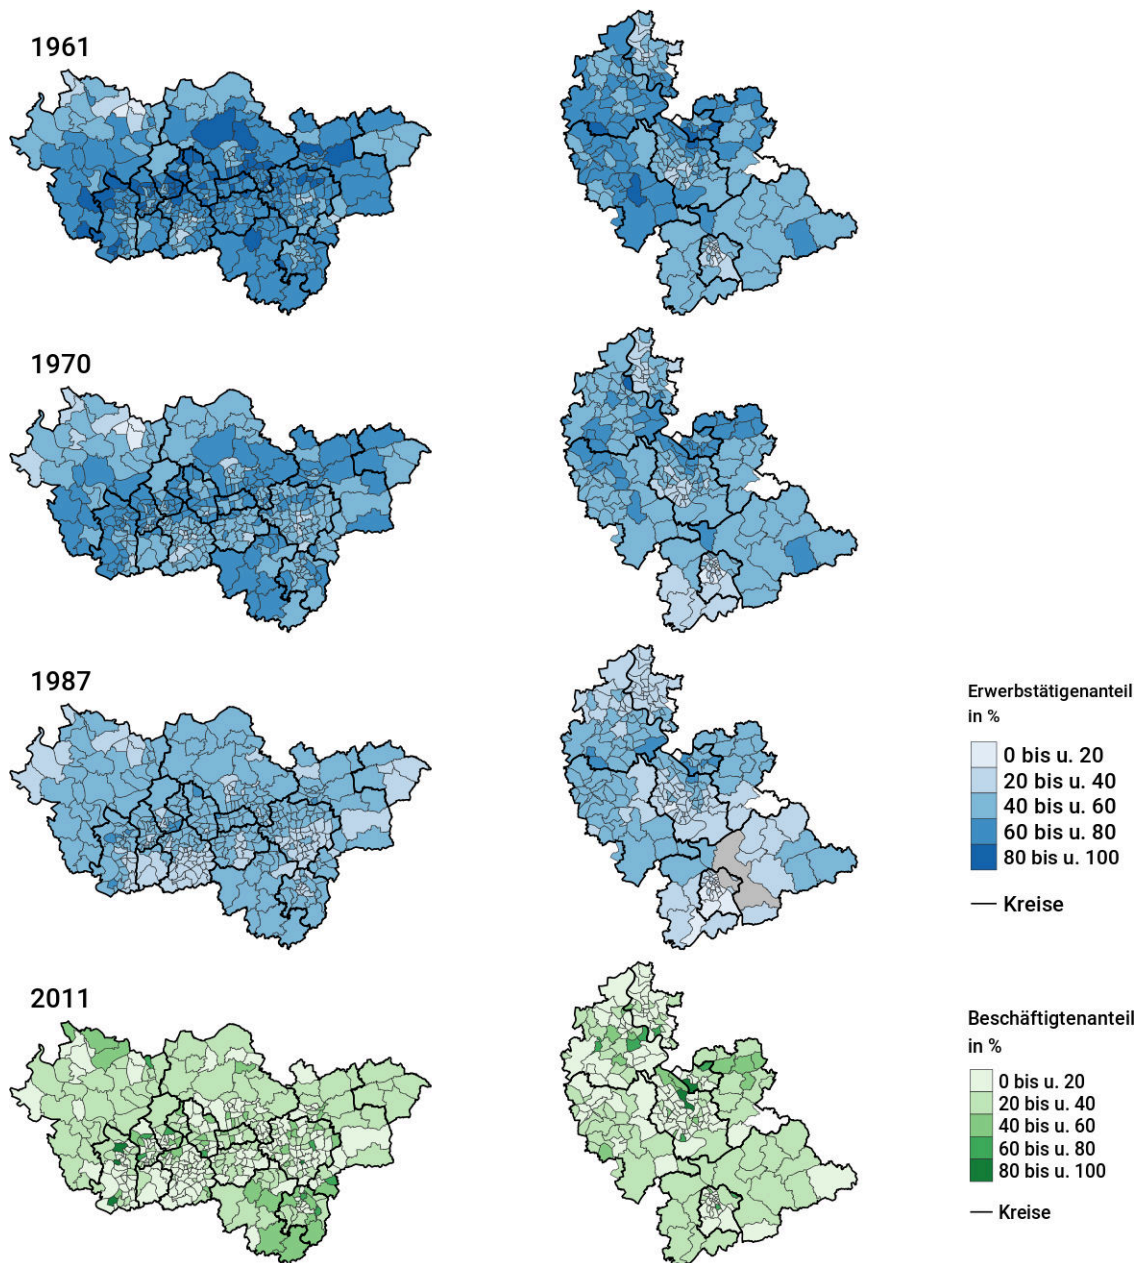 1961
1970
1987
Erwerbstätigenanteil
in %
0 bis u. 20
20 bis u. 40
40 bis u. 60
60 bis u. 80
80 bis u. 100
Kreise
2011
Beschäftigtenanteil
in %
0 bis u. 20
20 bis u. 40
40 bis u. 60
60 bis u. 80
80 bis u. 100
Kreise